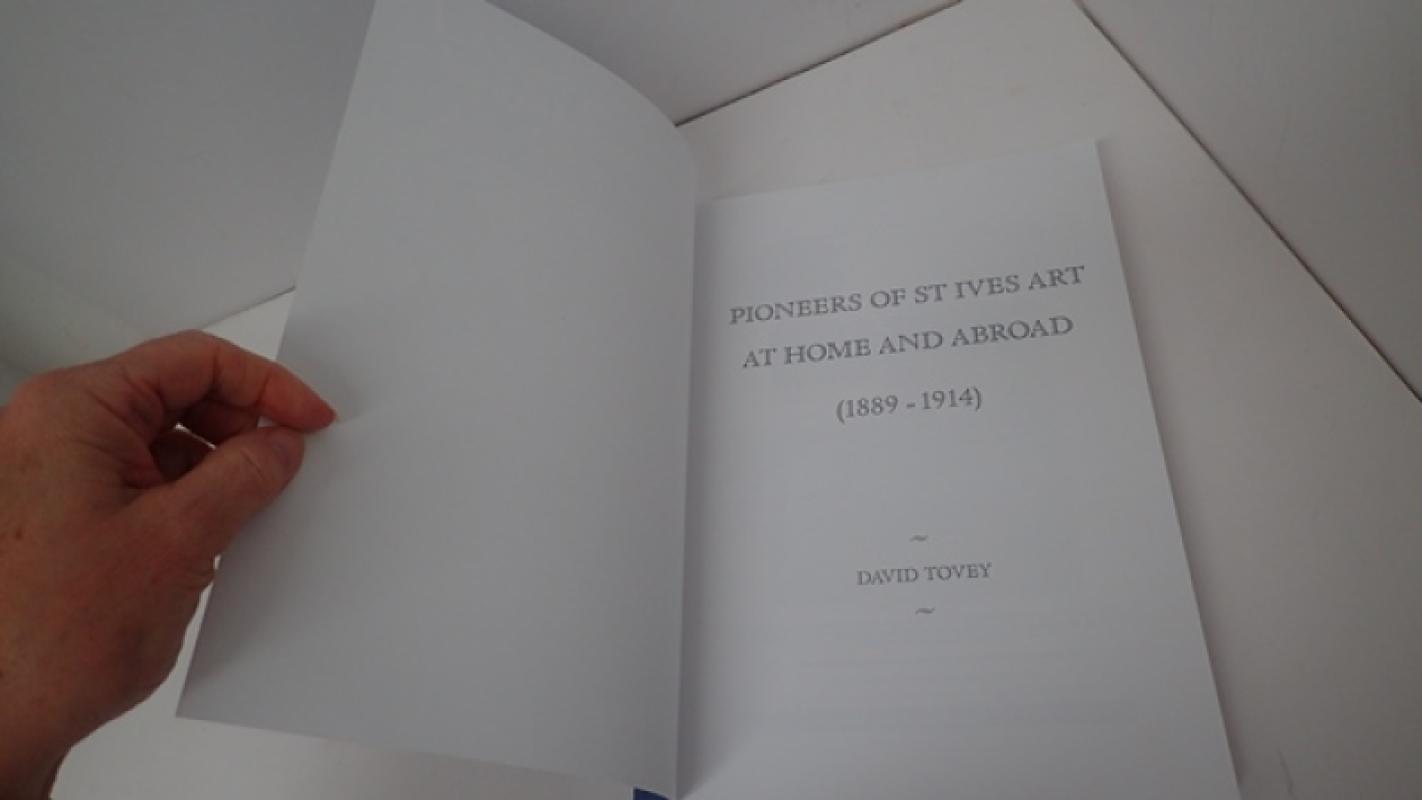 PIONEERS OF ST IVES ART
AT HOME AND ABROAD
(1889 - 1914)
~
DAVID TOVEY
~